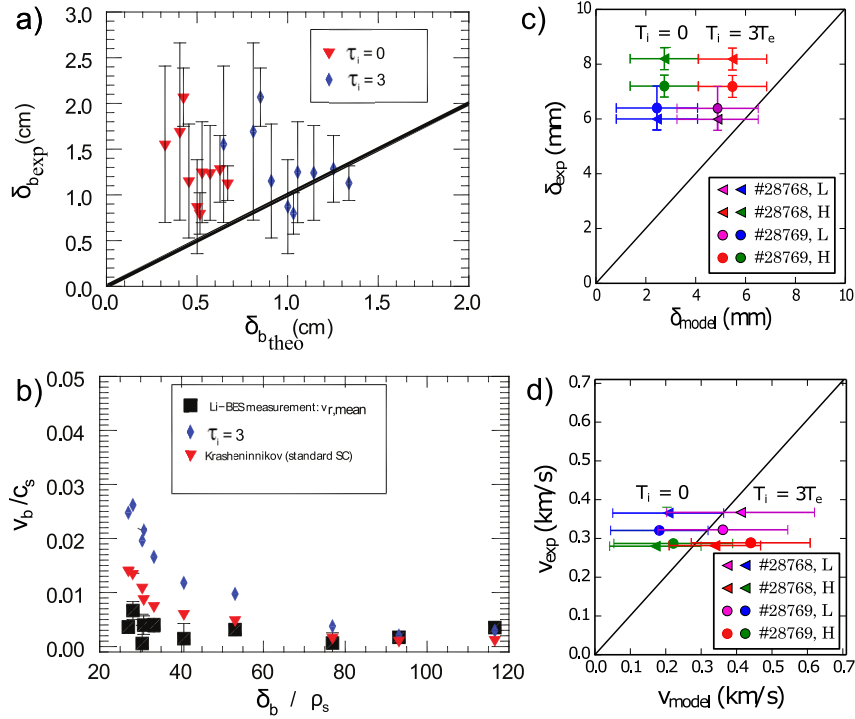 a)
τi = 0
τi = 3
δbexp (cm)
3.0
2.5
2.0
1.5
1.0
0.5
0.0
0.0 0.5 1.0 1.5 2.0
δbtheo (cm)
b)
Li-BES measurement: vr,mean
τi = 3
Krasheninnikov (standard SC)
vb/cs
0.05
0.04
0.03
0.02
0.01
0.00
20 40 60 80 100 120
δb / ρs
c)
Ti = 0 Ti = 3Te
δexp (mm)
10
8
6
4
2
0
#28768, L
#28768, H
#28769, L
#28769, H
0 2 4 6 8 10
δmodel (mm)
d)
Ti = 0 Ti = 3Te
vexp (km/s)
0.7
0.6
0.5
0.4
0.3
0.2
0.1
0.0
#28768, L
#28768, H
#28769, L
#28769, H
0.0 0.1 0.2 0.3 0.4 0.5 0.6 0.7
vmodel (km/s)